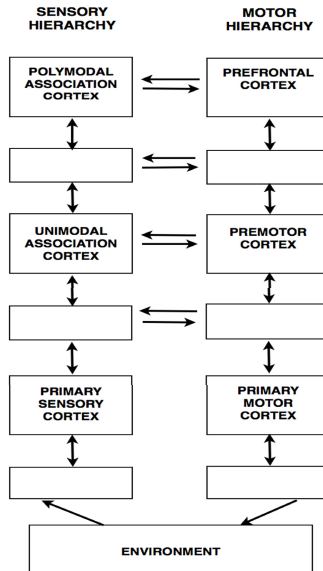 SENSORY
HIERARCHY
MOTOR
HIERARCHY
POLYMODAL
ASSOCIATION
CORTEX
PREFRONTAL
CORTEX
UNIMODAL
ASSOCIATION
CORTEX
PREMOTOR
CORTEX
PRIMARY
SENSORY
CORTEX
PRIMARY
MOTOR
CORTEX
ENVIRONMENT